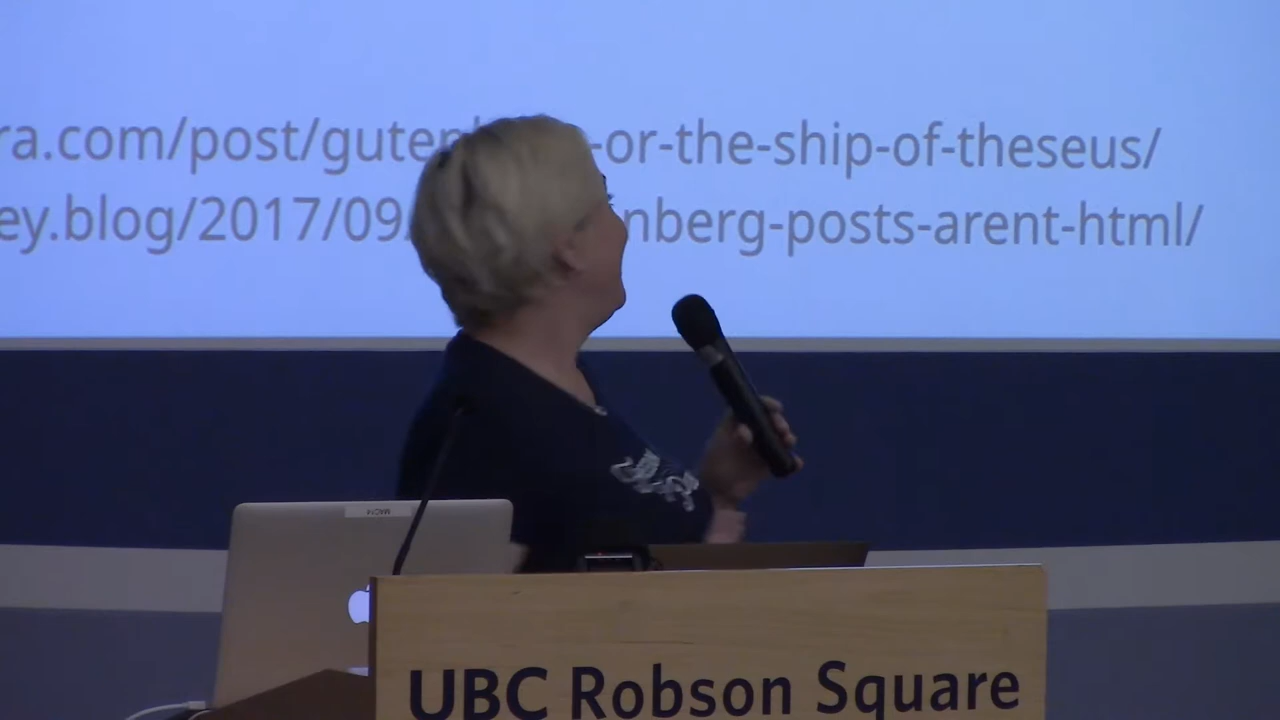 ra.com/post/guten -or-the-ship-of-theseus/
ey.blog/2017/09/ nberg-posts-arent-html/
UBC Robson Square